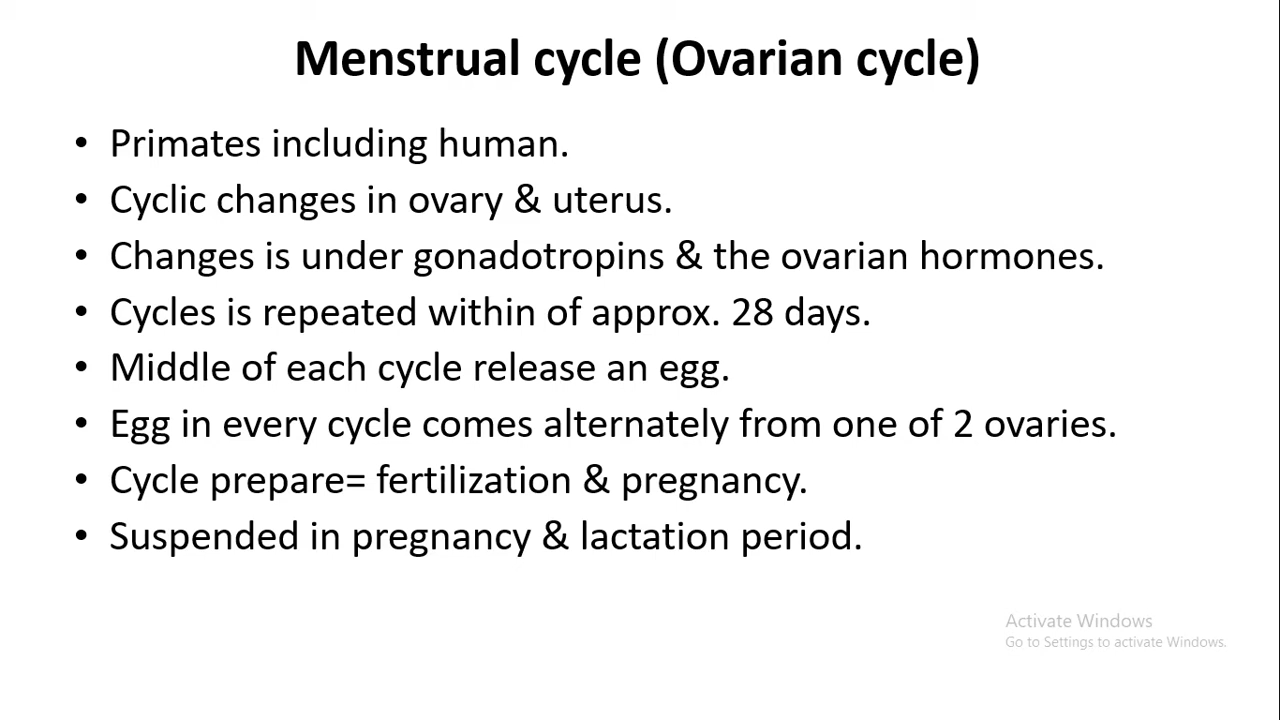 Menstrual cycle (Ovarian cycle)
• Primates including human.
• Cyclic changes in ovary & uterus.
• Changes is under gonadotropins & the ovarian hormones.
• Cycles is repeated within of approx. 28 days.
• Middle of each cycle release an egg.
• Egg in every cycle comes alternately from one of 2 ovaries.
• Cycle prepare= fertilization & pregnancy.
• Suspended in pregnancy & lactation period.
Activate Windows
Go to Settings to activate Windows.